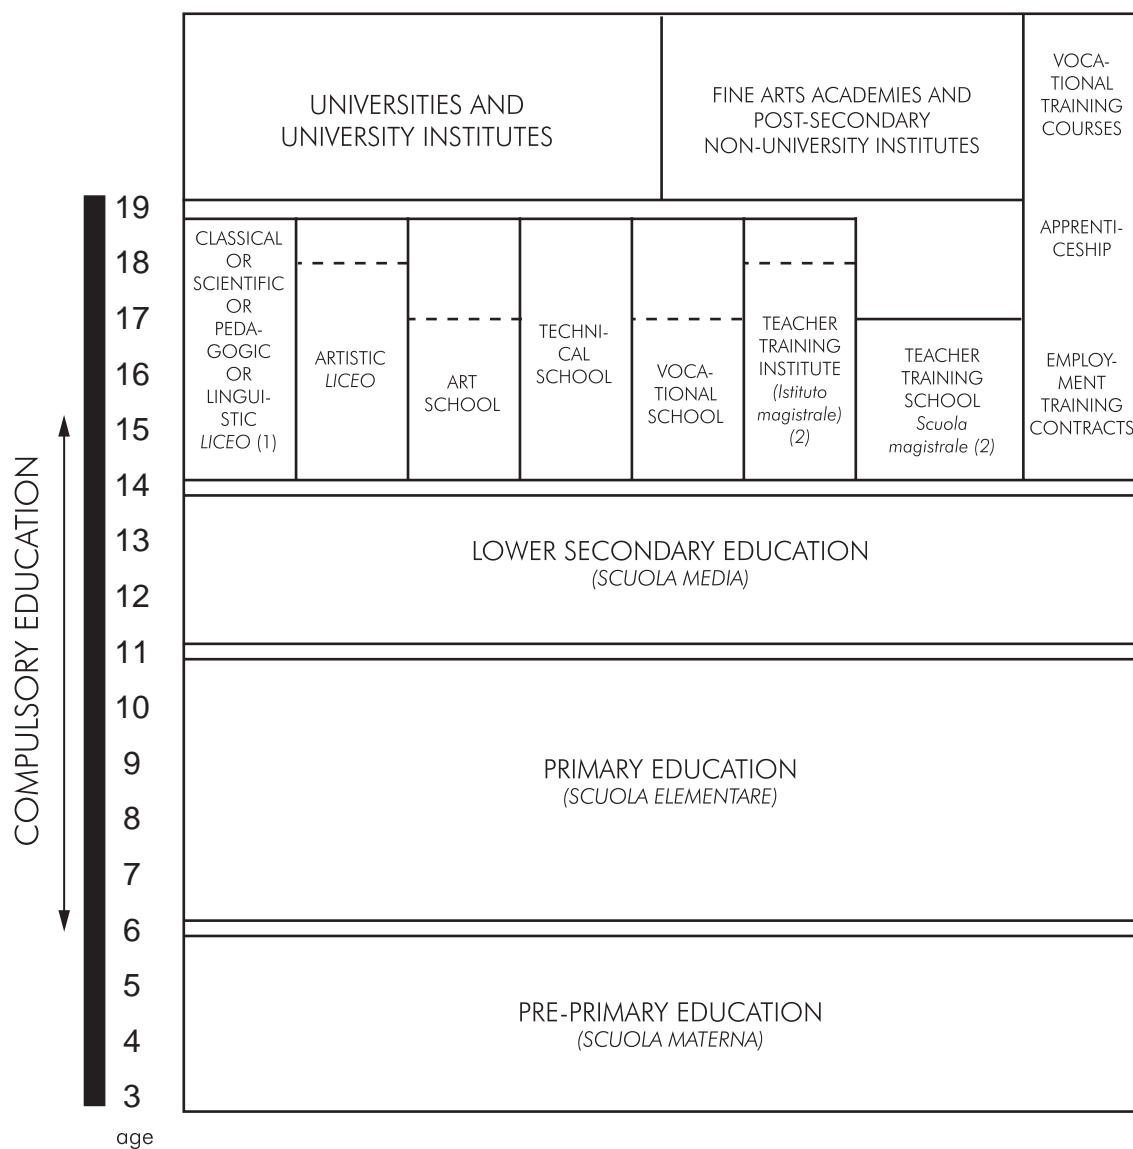 UNIVERSITIES AND
UNIVERSITY INSTITUTES
FINE ARTS ACADEMIES AND
POST-SECONDARY
NON-UNIVERSITY INSTITUTES
VOCA-
TIONAL
TRAINING
COURSES
APPRENTI-
CESHIP
EMPLOY-
MENT
TRAINING
CONTRACTS
CLASSICAL
OR
SCIENTIFIC
OR
PEDA-
GOGIC
OR
LINGUI-
STIC
LICEO (1)
ARTISTIC
LICEO
ART
SCHOOL
TECHNI-
CAL
SCHOOL
VOCA-
TIONAL
SCHOOL
TEACHER
TRAINING
INSTITUTE
(Istituto
magistrale)
(2)
TEACHER
TRAINING
SCHOOL
Scuola
magistrale (2)
LOWER SECONDARY EDUCATION
(SCUOLA MEDIA)
PRIMARY EDUCATION
(SCUOLA ELEMENTARE)
PRE-PRIMARY EDUCATION
(SCUOLA MATERNA)
COMPULSORY EDUCATION
19
18
17
16
15
14
13
12
11
10
9
8
7
6
5
4
3
age